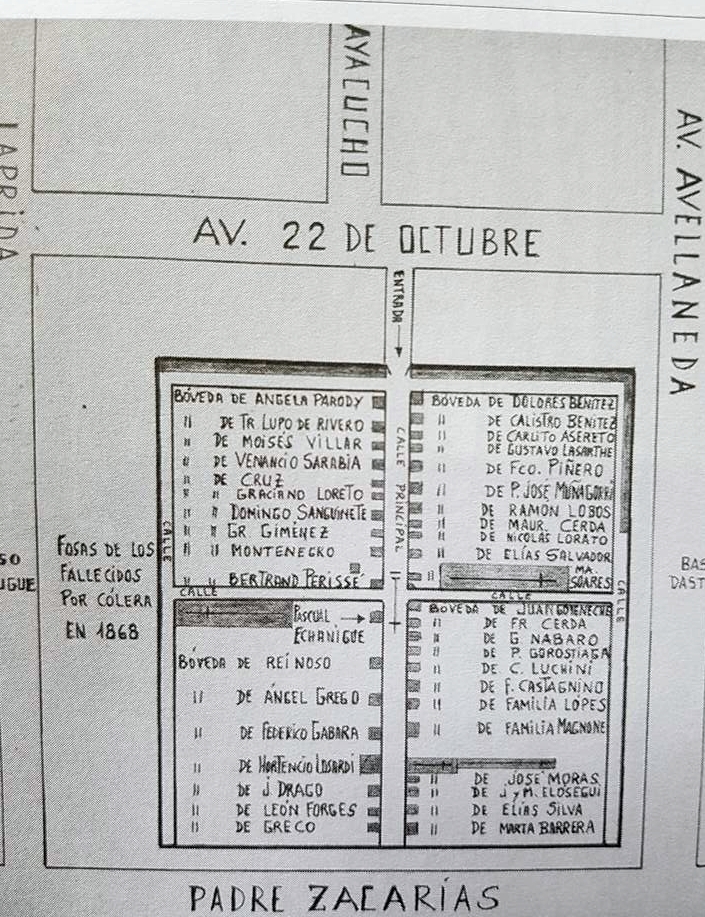 AYACUCHO
LAPRIDA
AV. AVELLANEDA
AV. 22 DE OCTUBRE
ENTRADA
BÓVEDA DE ANGELA PARODY
" DE TR LUPO DE RIVERO
" DE MOISÉS VILLAR
" DE VENANCIO SARABIA
" DE CRUZ
" " GRACIANO LORETO
" " DOMINGO SANGUINETE
" " GR. GIMÉNEZ
" " MONTENEGRO
" " BERTRAND PERISSÉ
CALLE
CALLE
CALLE PRINCIPAL
BÓVEDA DE DOLORES BENITEZ
" DE CALISTRO BENITEZ
" DE CARLITO ASERETO
" DE GUSTAVO LASARTHE
" DE FCO. PIÑERO
" DE P. JOSÉ MUÑAGORRI
" DE RAMON LOBOS
" DE MAUR. CERDA
" DE NICOLÁS LORATO
" DE ELÍAS SALVADOR
" MA. SOARES
CALLE
CALLE
FOSAS DE LOS
FALLECIDOS
POR CÓLERA
EN 1868
PASCUAL
ECHANIGUE
BÓVEDA DE REINOSO
" DE ÁNGEL GREGO
" DE FEDERICO GABARA
" DE HORTENCIO LOSARDI
" DE J. DRAGO
" DE LEÓN FORGES
" DE GRECO
BOVEDA DE JUAN GOYENECHE
" DE FR CERDA
" DE G. NABARO
" DE P. GOROSTIAGA
" DE C. LUCHINI
" DE F. CASTAGNINO
" DE FAMILIA LOPES
" DE FAMILIA MAGNONE
" DE JOSÉ MORAS
" DE J Y M. ELOSEGUI
" DE ELÍAS SILVA
" DE MARTA BARRERA
PADRE ZACARÍAS